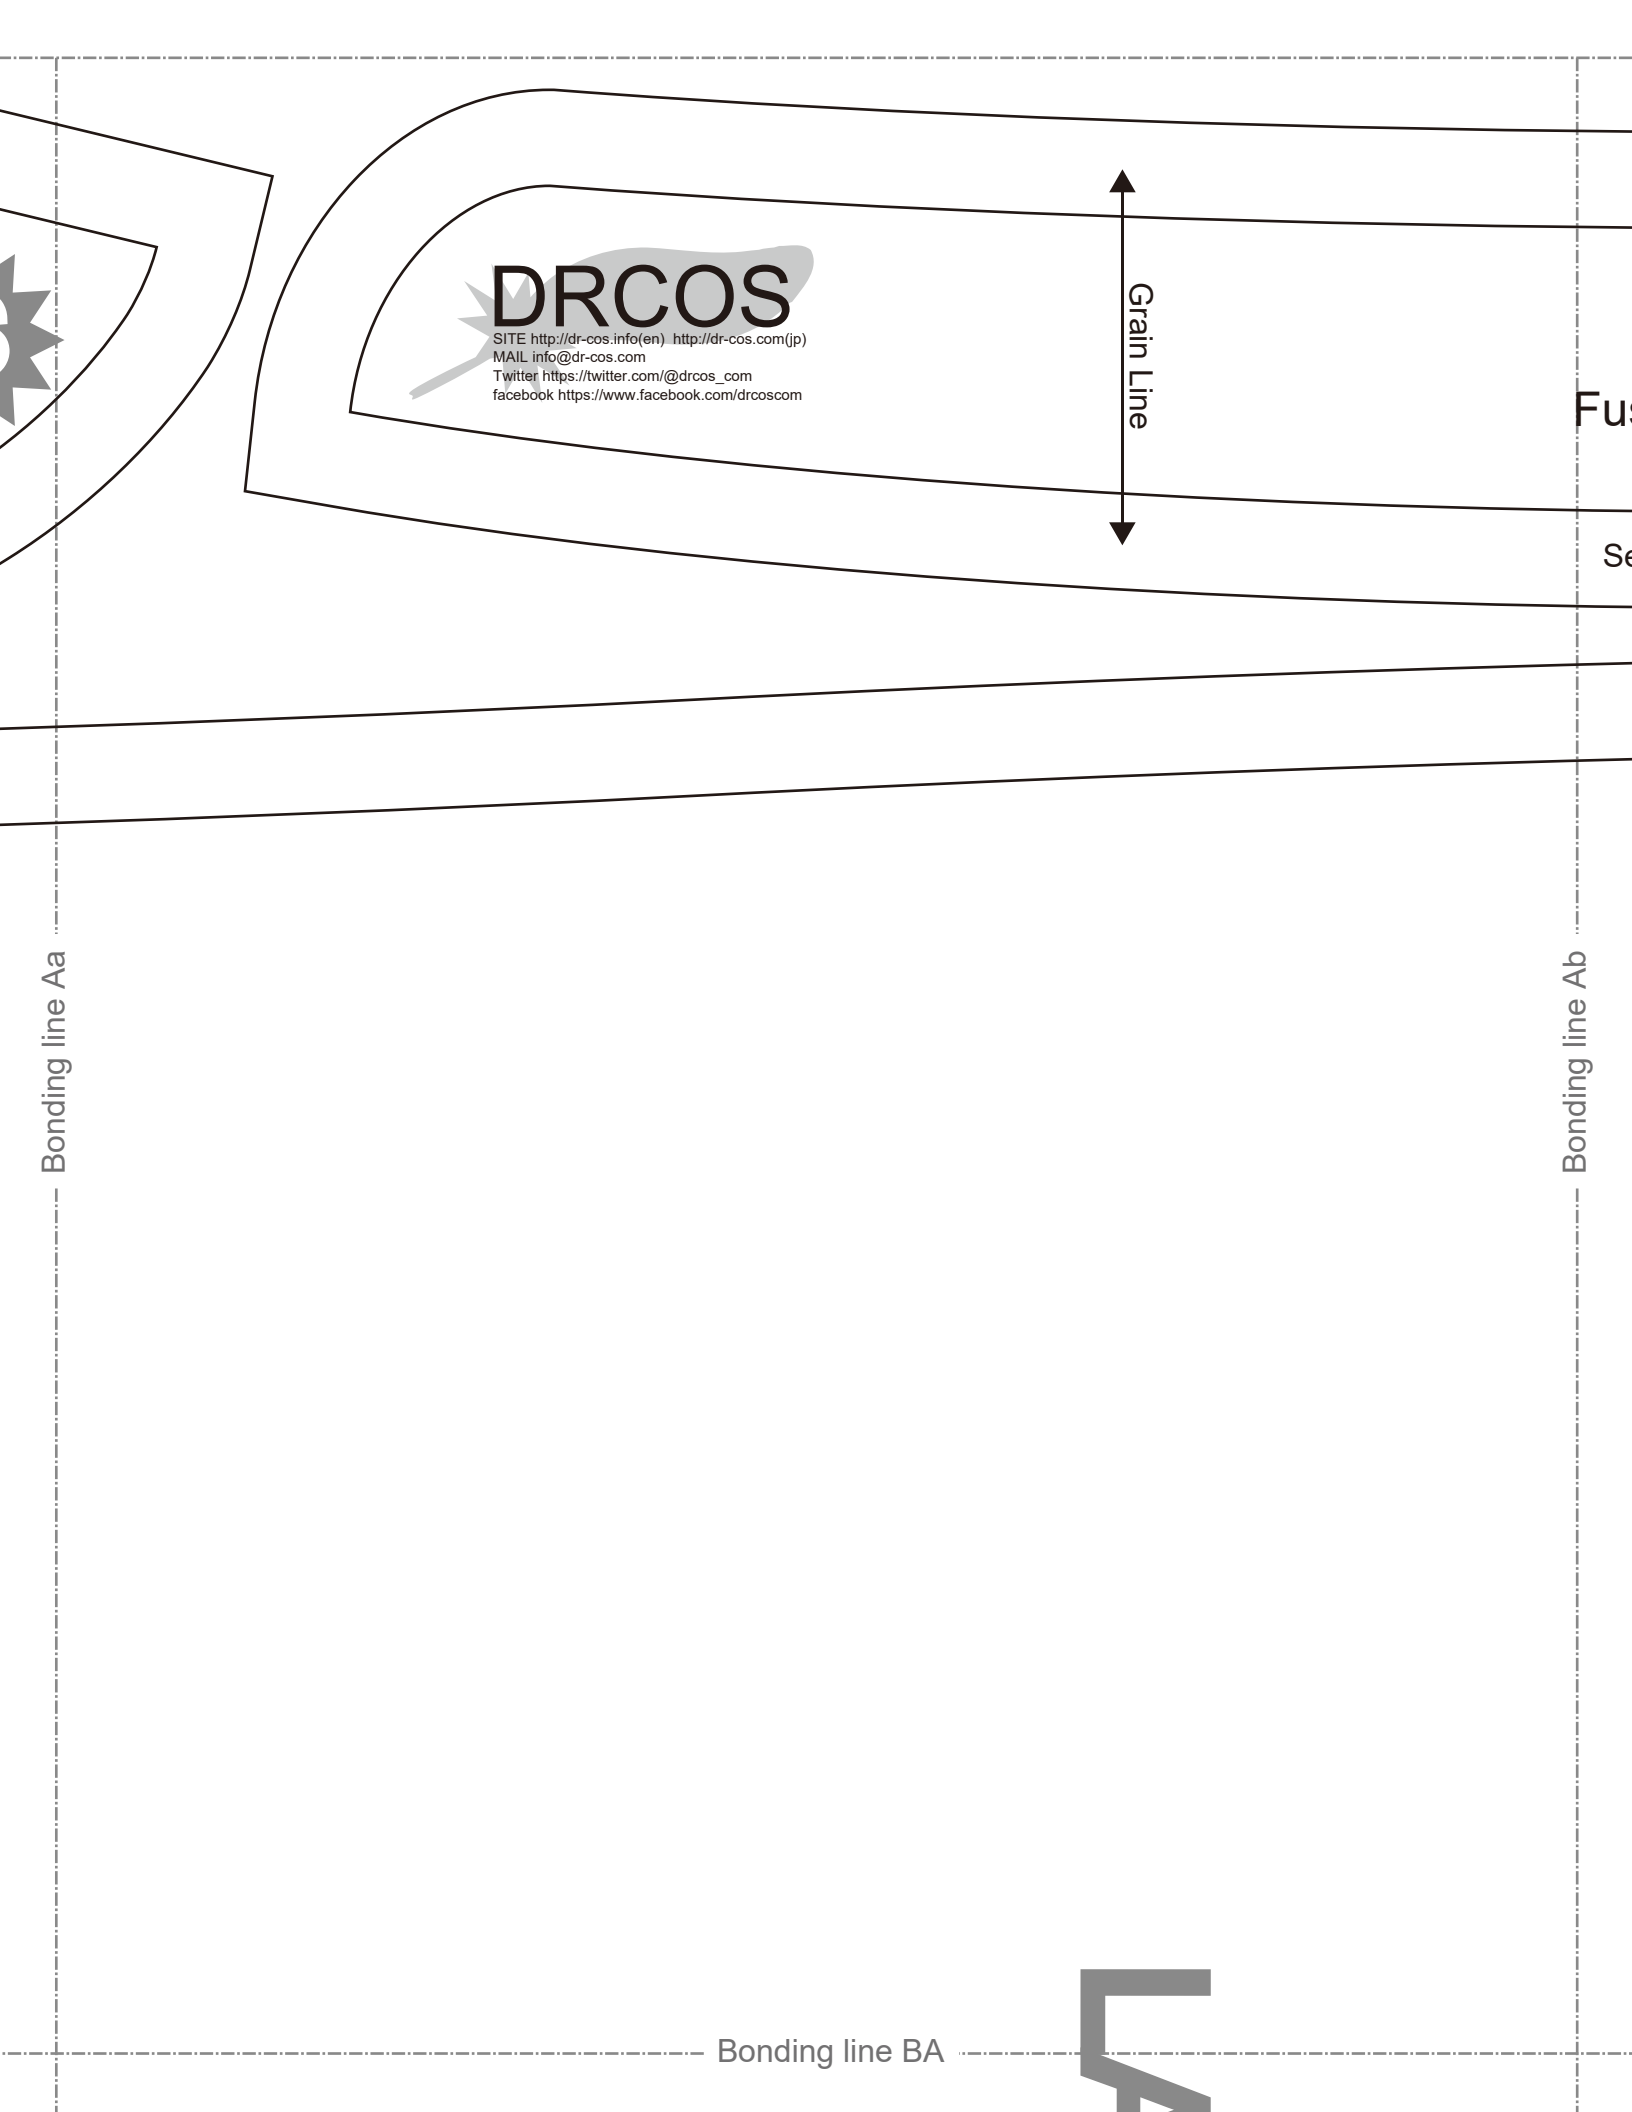 DRCOS
SITE http://dr-cos.info(en)  http://dr-cos.com(jp)
MAIL info@dr-cos.com
Twitter https://twitter.com/@drcos_com
facebook https://www.facebook.com/drcoscom
Grain Line
Bonding line Aa
Bonding line Ab
Bonding line BA